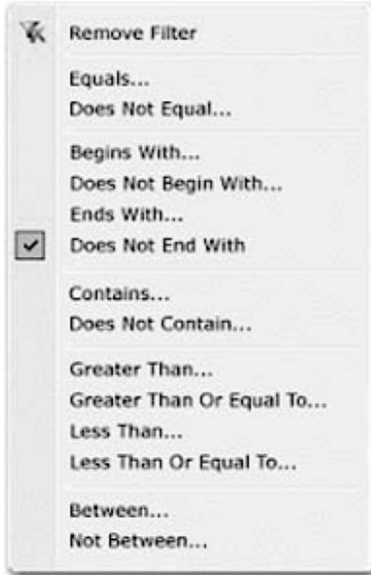 Remove Filter
Equals...
Does Not Equal...
Begins With...
Does Not Begin With...
Ends With...
Does Not End With
Contains...
Does Not Contain...
Greater Than...
Greater Than Or Equal To...
Less Than...
Less Than Or Equal To...
Between...
Not Between...